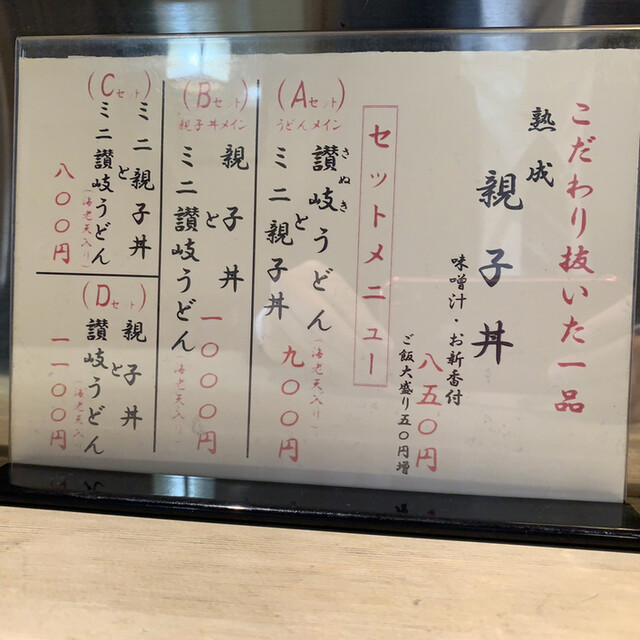 こだわり抜いた一品
熟成
親子丼
味噌汁・お新香付
八五〇円
ご飯大盛り五〇円増
セットメニュー
(Aセット)
うどんメイン
さぬき
讃岐うどん
(海老天入り)
と
ミニ親子丼
九〇〇円
(Bセット)
親子丼メイン
親子丼
と
ミニ讃岐うどん
(海老天入り)
一〇〇〇円
(Cセット)
ミニ親子丼
と
ミニ讃岐うどん
(海老天入り)
八〇〇円
(Dセット)
親子丼
と
讃岐うどん
(海老天入り)
一一〇〇円